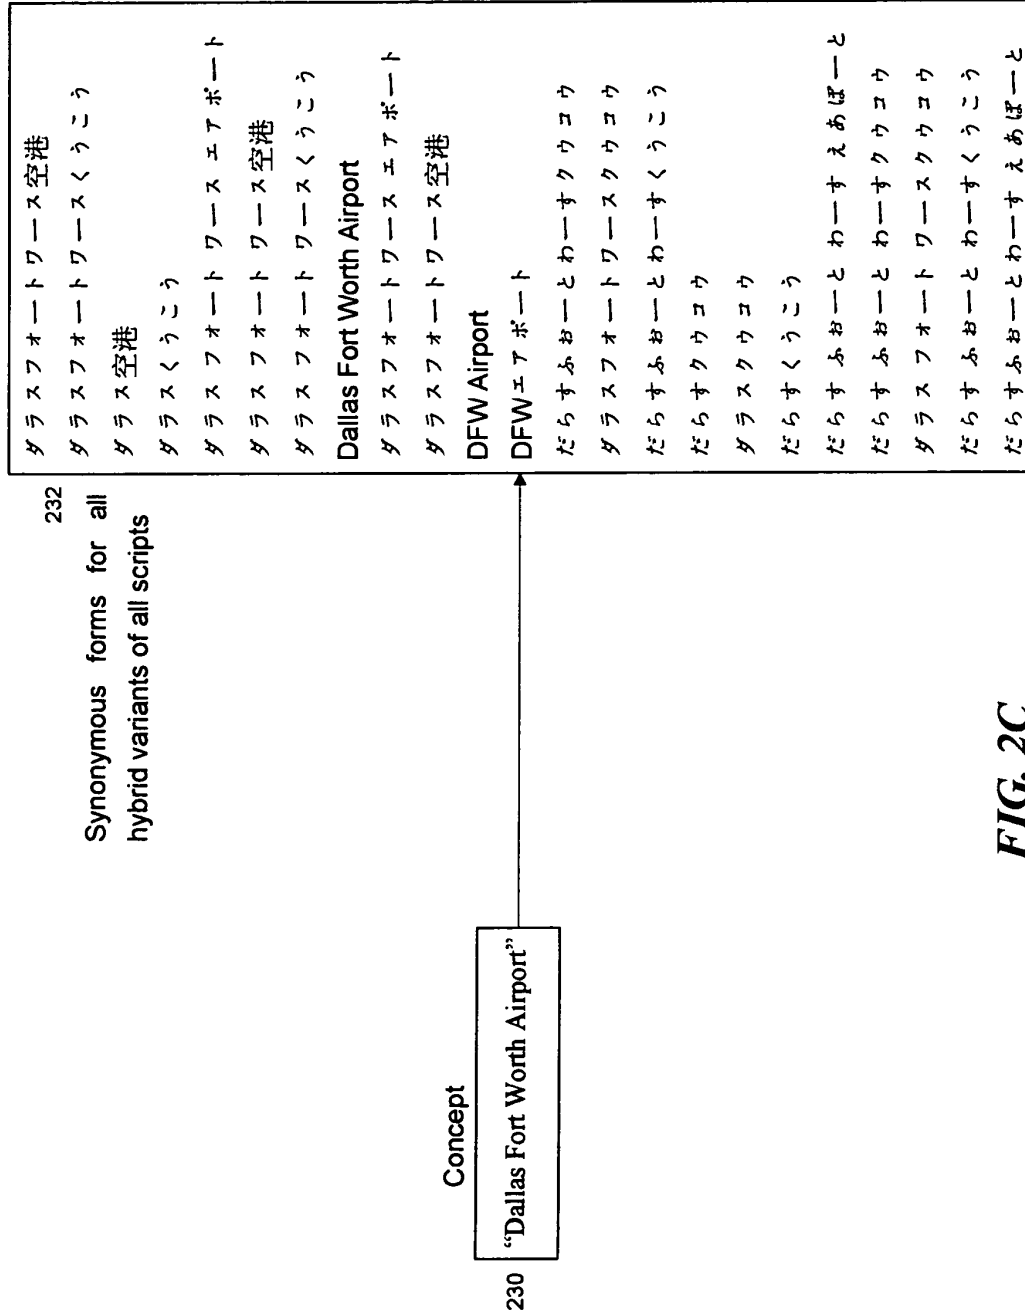 232
Synonymous forms for all
hybrid variants of all scripts
ダラスフォートワース空港
ダラスフォートワースくうこう
ダラス空港
ダラスくうこう
ダラス フォート ワース エアポート
ダラス フォート ワース空港
ダラス フォート ワースくうこう
Dallas Fort Worth Airport
ダラスフォートワース エアポート
ダラスフォートワース空港
DFW Airport
DFWエアポート
だらすふぉーとわーすクウコウ
ダラスフォートワースクウコウ
だらすふぉーとわーすくうこう
だらすクウコウ
ダラスクウコウ
だらすくうこう
だらす ふぉーと わーす えあぽーと
だらす ふぉーと わーすクウコウ
ダラス フォート ワースクウコウ
だらす ふぉーと わーすくうこう
だらすふぉーとわーす えあぽーと
Concept
230
“Dallas Fort Worth Airport”
FIG. 2C